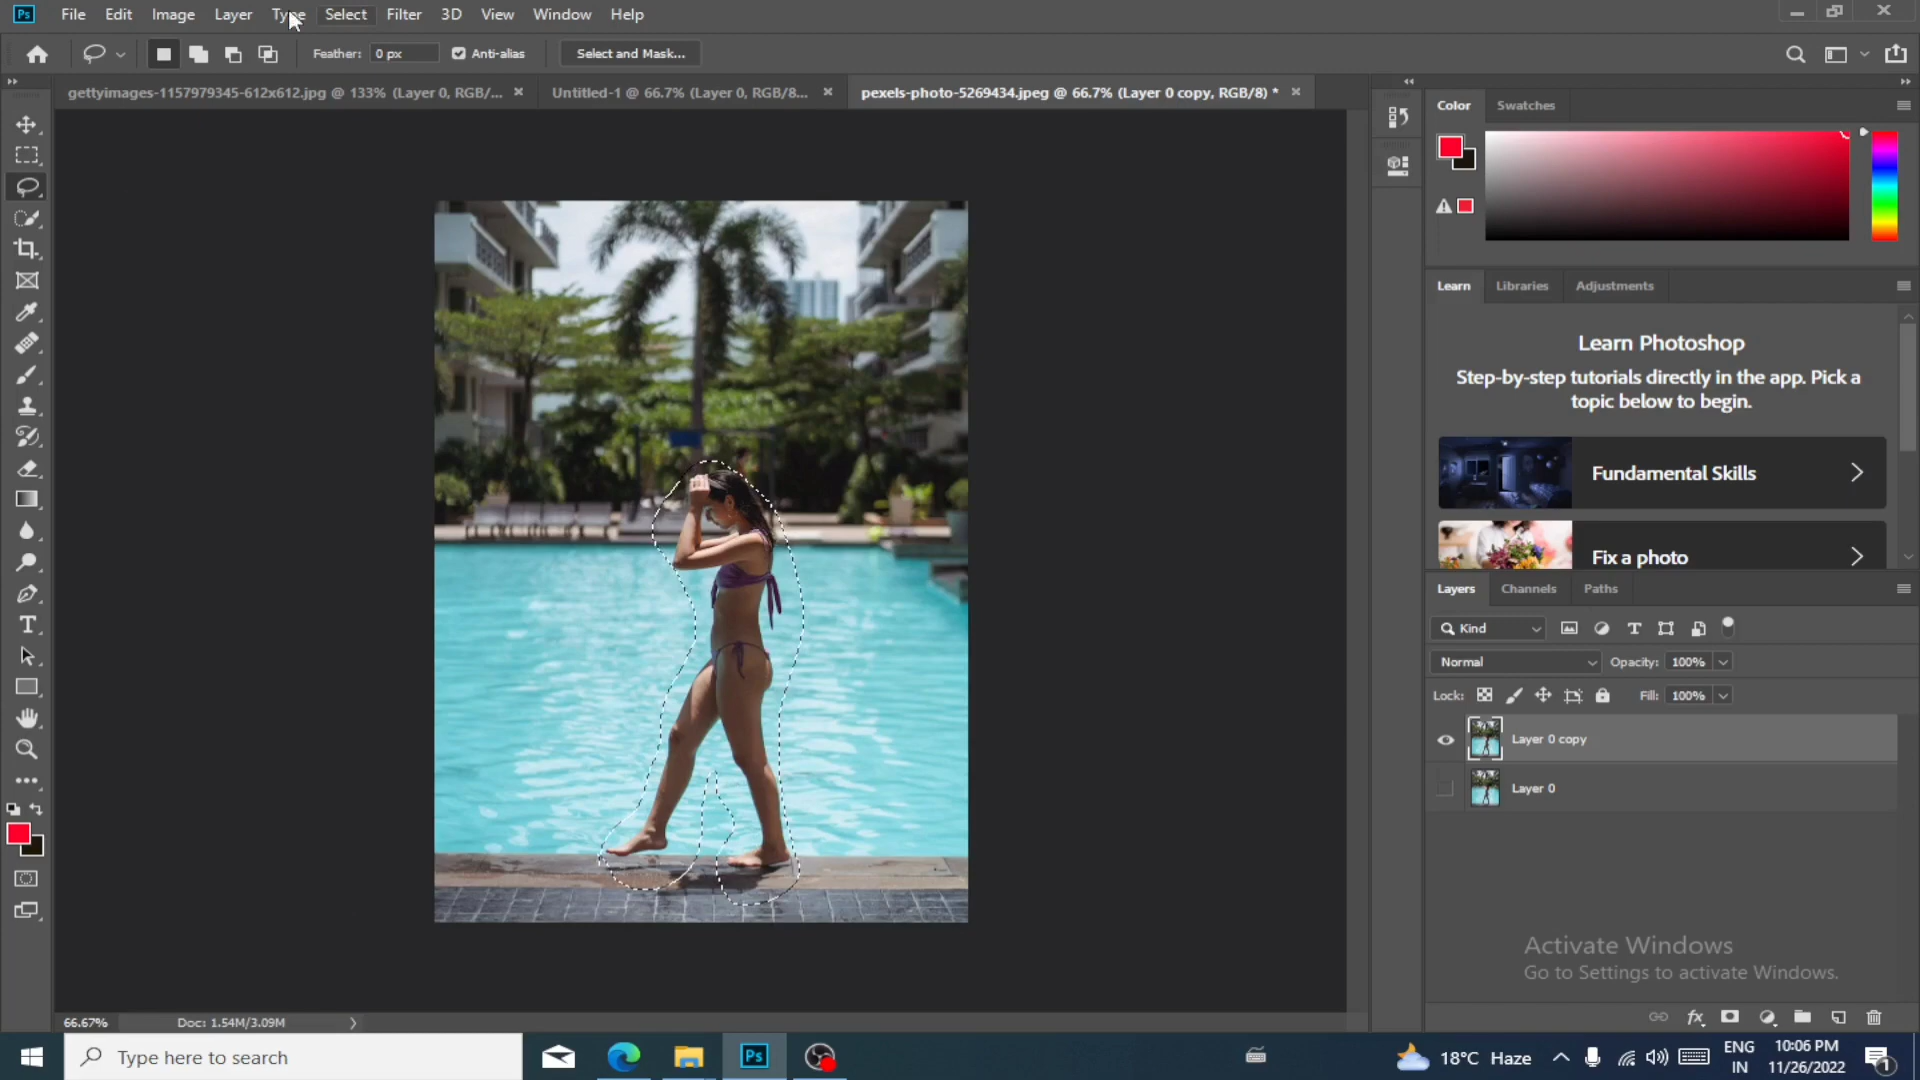 Ps File Edit Image Layer Type Select Filter 3D View Window Help
Feather: 0 px Anti-alias Select and Mask...
gettyimages-1157979345-612x612.jpg @ 133% (Layer 0, RGB/... Untitled-1 @ 66.7% (Layer 0, RGB/8... pexels-photo-5269434.jpeg @ 66.7% (Layer 0 copy, RGB/8) *
Color Swatches
Learn Libraries Adjustments
Learn Photoshop
Step-by-step tutorials directly in the app. Pick a
topic below to begin.
Fundamental Skills
Fix a photo
Layers Channels Paths
Kind
Normal Opacity: 100%
Lock: Fill: 100%
Layer 0 copy
Layer 0
Activate Windows
Go to Settings to activate Windows.
66.67% Doc: 1.54M/3.09M
Type here to search
Ps
18°C Haze
ENG
IN
10:06 PM
11/26/2022
1